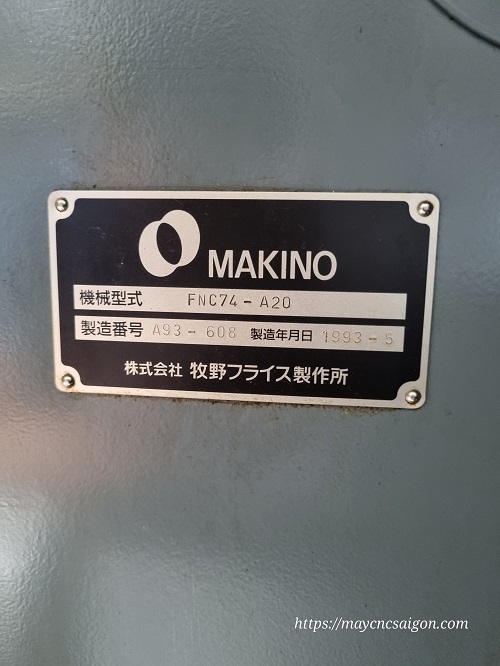 MAKINO
機械型式 FNC74-A20
製造番号 A93-608 製造年月日 1993-5
株式会社 牧野フライス製作所
https://maycncsaigon.com/